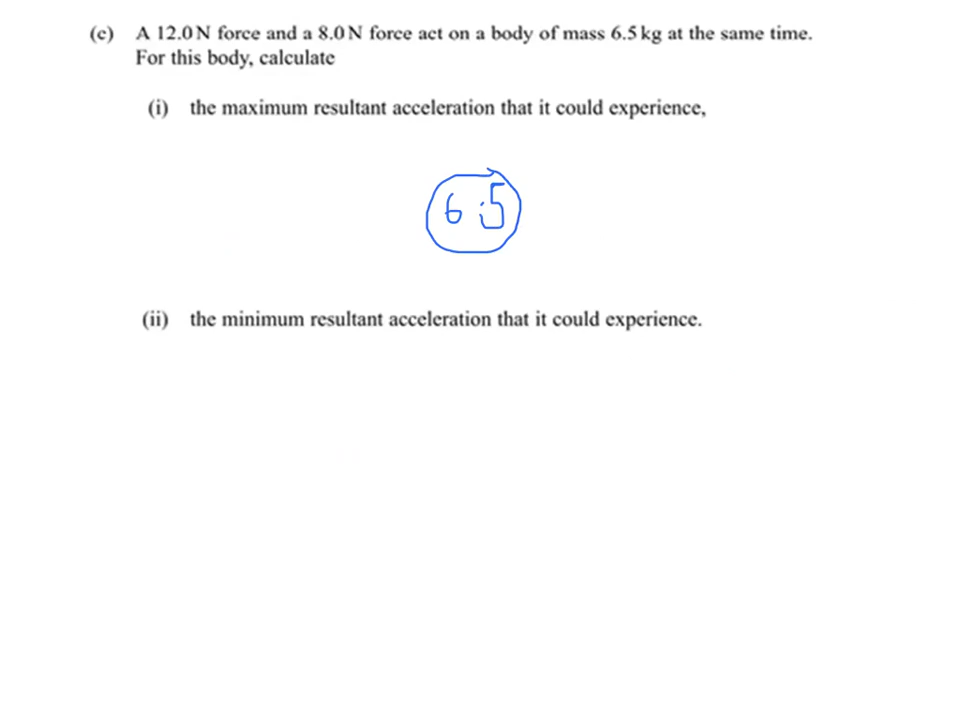 (c) A 12.0 N force and a 8.0 N force act on a body of mass 6.5 kg at the same time.
For this body, calculate
(i) the maximum resultant acceleration that it could experience,
6.5
(ii) the minimum resultant acceleration that it could experience.